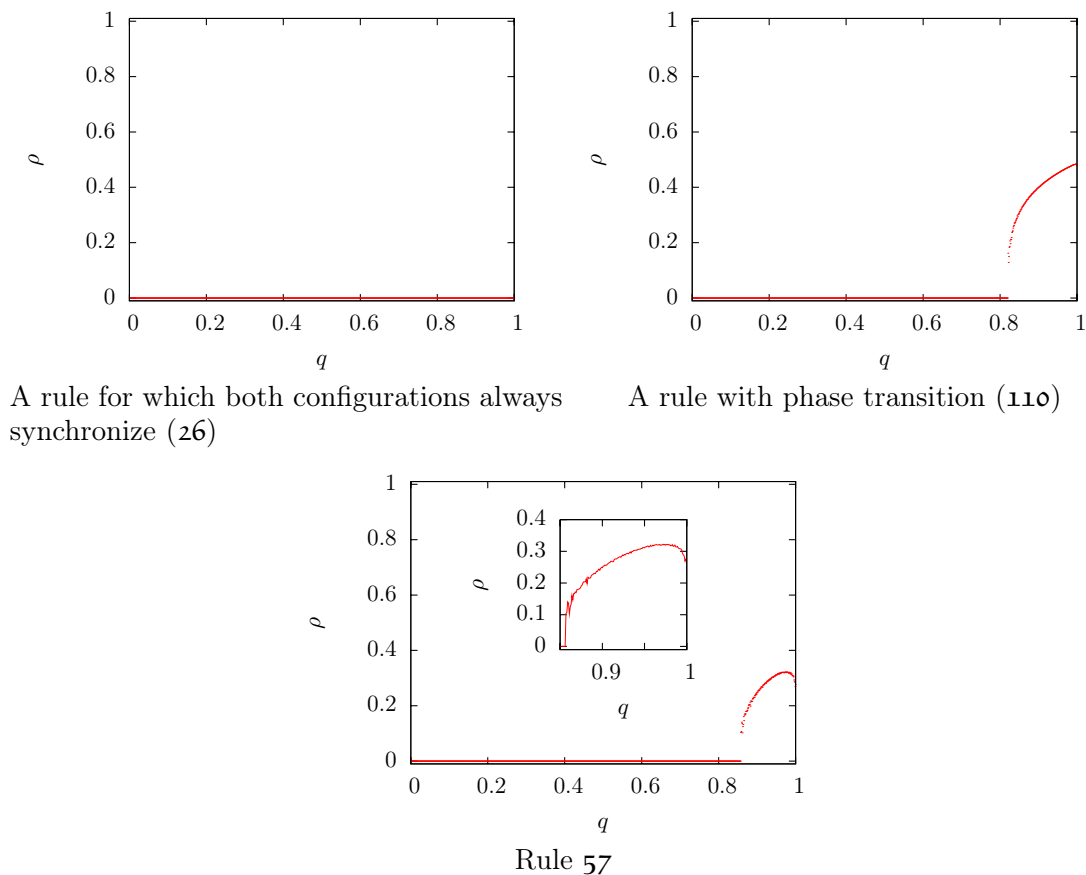 1
0.8
0.6
ρ
0.4
0.2
0
0 0.2 0.4 0.6 0.8 1
q
A rule for which both configurations always
synchronize (26)
1
0.8
0.6
ρ
0.4
0.2
0
0 0.2 0.4 0.6 0.8 1
q
A rule with phase transition (110)
1
0.8
0.6
ρ
0.4
0.2
0
0 0.2 0.4 0.6 0.8 1
q
0.4
0.3
ρ
0.2
0.1
0
0.9 1
q
Rule 57